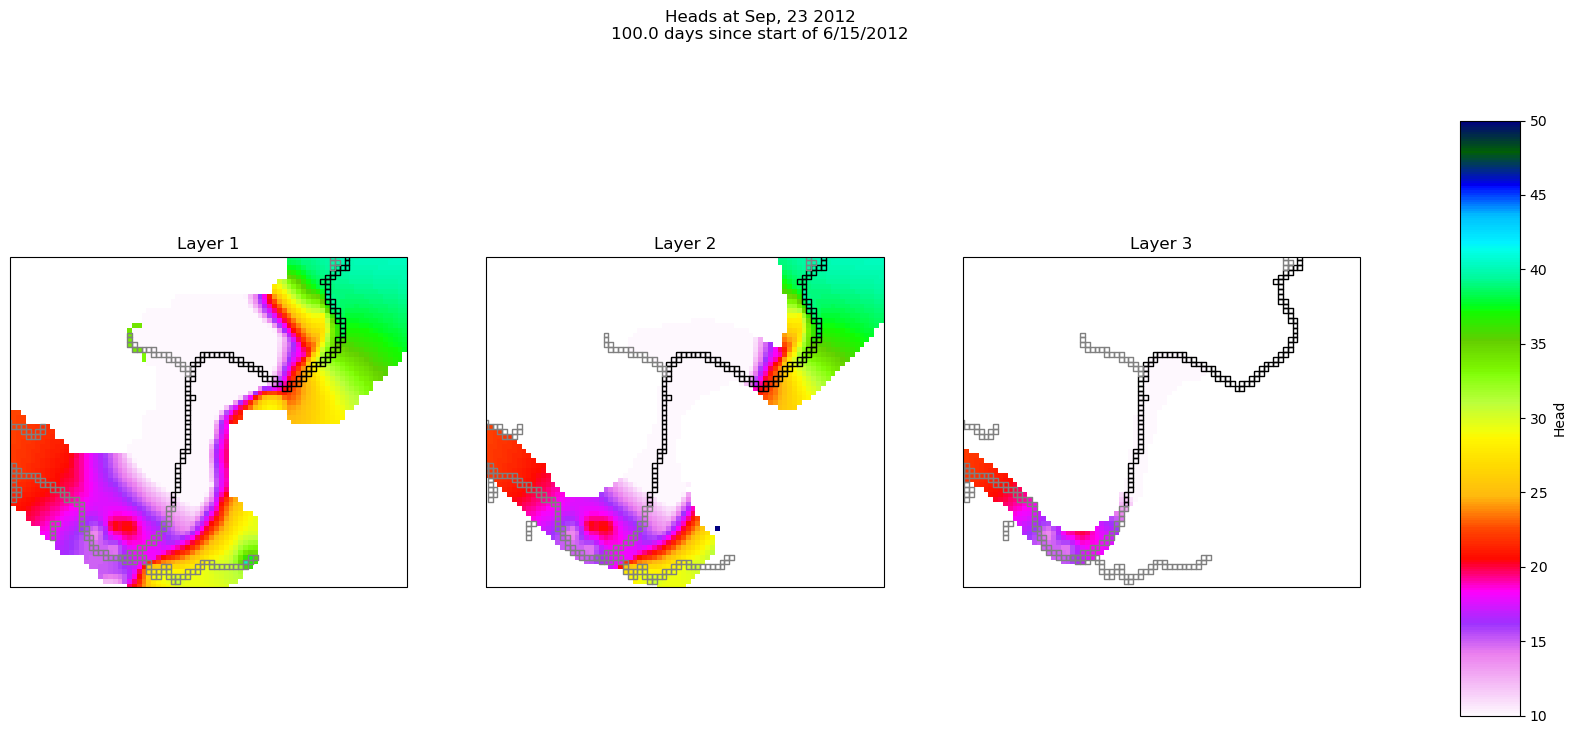 Heads at Sep, 23 2012
100.0 days since start of 6/15/2012
Layer 1
Layer 2
Layer 3
50
45
40
35
30
25
20
15
10
Head